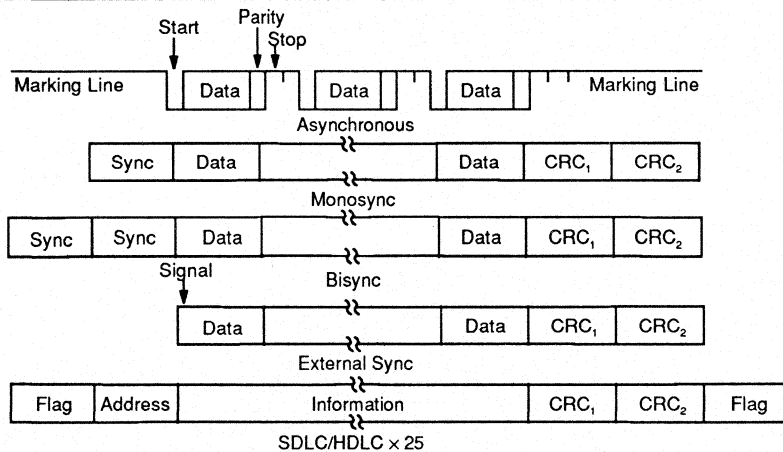 Start
Parity
Stop
Marking Line Data Data Data Marking Line
Asynchronous
Sync Data Data CRC₁ CRC₂
Monosync
Sync Sync Data Data CRC₁ CRC₂
Signal
Bisync
Data Data CRC₁ CRC₂
External Sync
Flag Address Information CRC₁ CRC₂ Flag
SDLC/HDLC × 25